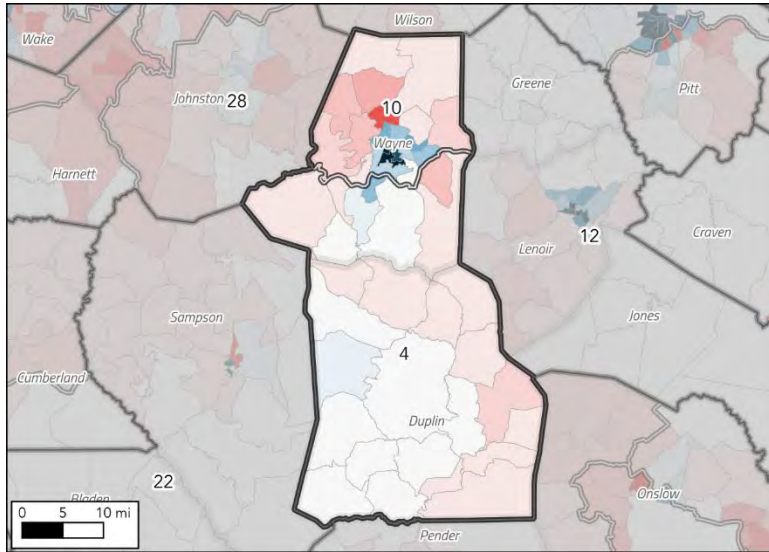 Wilson
Wake
Greene
Johnston
28
10
Pitt
Wayne
Harnett
12
Craven
Lenoir
Sampson
Jones
4
Cumberland
Duplin
22
Bladen
Onslow
0 5 10 mi
Pender